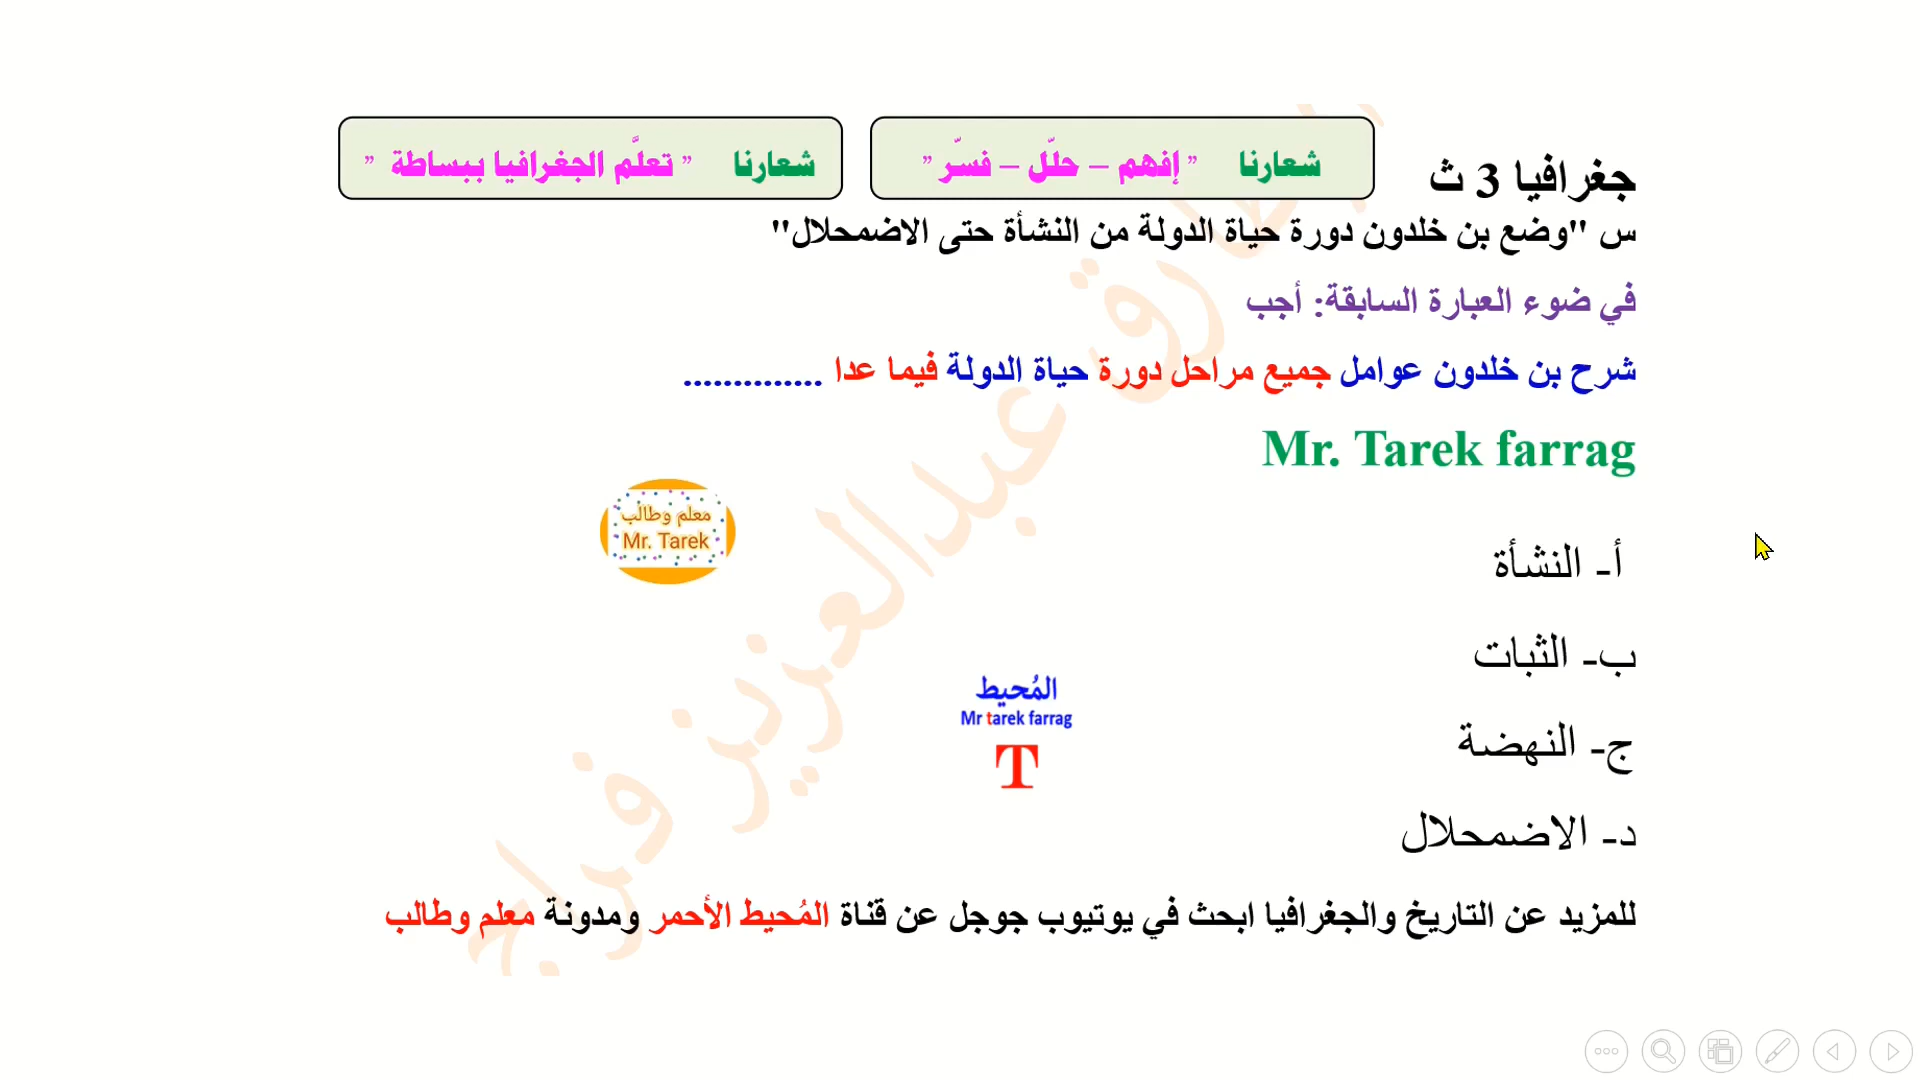 شعارنا " إفهم – حلّل – فسّر "
شعارنا " تعلَّم الجغرافيا ببساطة "
جغرافيا 3 ث
س "وضع بن خلدون دورة حياة الدولة من النشأة حتى الاضمحلال"
في ضوء العبارة السابقة: أجب
شرح بن خلدون عوامل جميع مراحل دورة حياة الدولة فيما عدا ..............
Mr. Tarek farrag
معلم وطالب
Mr. Tarek
أ- النشأة
ب- الثبات
المُحيط
Mr tarek farrag
T
ج- النهضة
د- الاضمحلال
للمزيد عن التاريخ والجغرافيا ابحث في يوتيوب جوجل عن قناة المُحيط الأحمر ومدونة معلم وطالب
طارق عبدالعزيز فراج